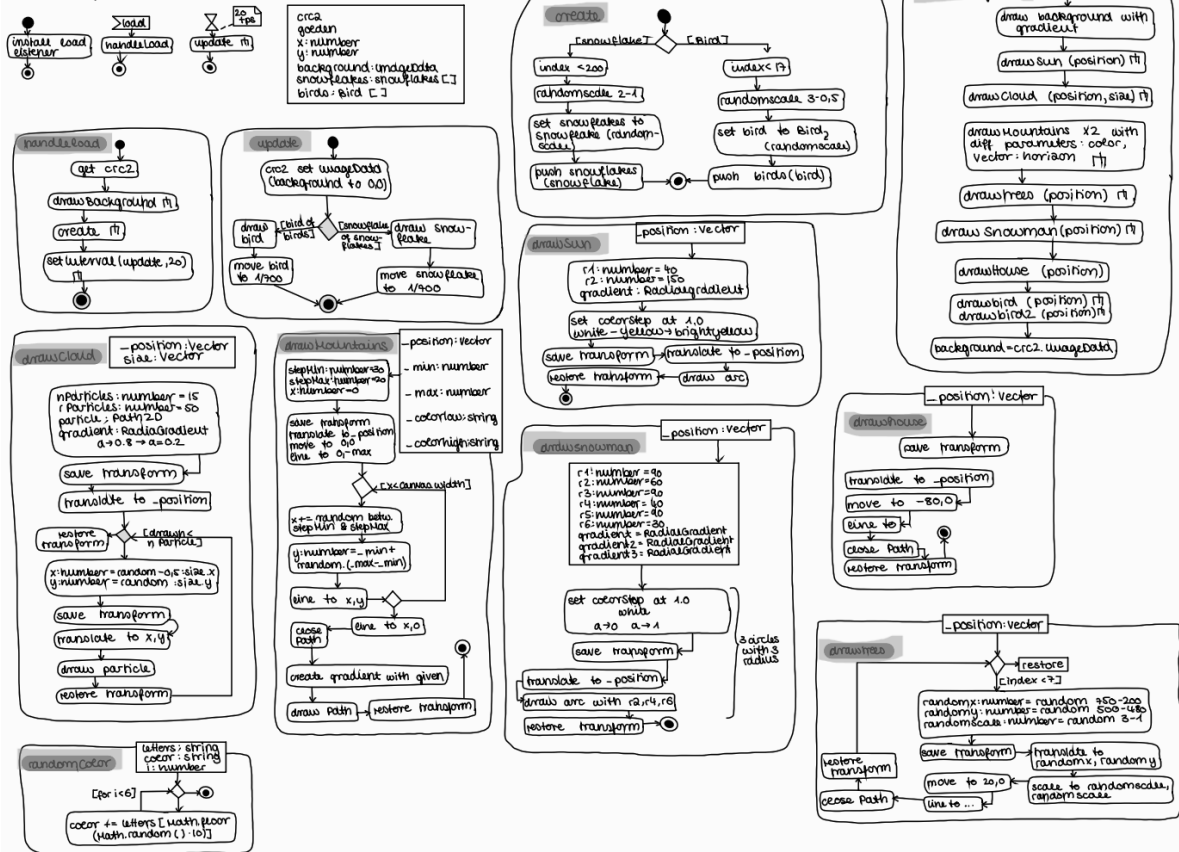 install load
elstener
load
handleload
20
fps
update
crc2
goeden
x: number
y: number
background: ImageData
snowflakes: snowflakes [ ]
birds: Bird [ ]
create
[snowflake]
[Bird]
index <200
index< 17
randomscale 2-1
randomscale 3-0,5
set snowflakes to
snowflake (random-
scale)
set bird to Bird2
(randomscale)
push snowflakes
(snowflake)
push birds (bird)
draw background with
gradient
draw sun (position)
draw Cloud (position, size)
draw Mountains x2 with
diff parameters: color,
vector: horizon
draw trees (position)
draw Snowman (position)
draw House (position)
draw bird (position)
draw bird2 (position)
background = crc2. ImageData)
handleload
get crc2
draw Background
create
setInterval (update, 20)
update
crc2 set ImageData
(background to 0,0)
[bird of
birds]
[snowflake
of snow-
flakes]
draw
bird
draw snow-
flake
move bird
to 1/700
move snowflake
to 1/700
drawSun
_position: Vector
r1: number = 40
r2: number = 150
gradient: Radialgraddient
set colorstep at 1,0
white - yellow → brightyellow
save transform
translate to _position
restore transform
draw arc
drawCloud
_position: Vector
size: Vector
nParticles: number = 15
rParticles: number = 50
particle: Path2D
gradient: RadiaGradient
a → 0.8 → a = 0.2
save transform
translate to _position
restore
transform
[drawn<
n Particle]
x: number = random -0,5 · size.x
y: number = random · size.y
save transform
translate to x,y
draw particle
restore transform
drawMountains
_position: Vector
_min: number
_max: number
_colorlow: string
_colorhigh: string
stepMin: number=30
stepMax: number=20
x: number=0
save transform
translate to _position
move to 0,0
line to 0,-max
[x<canvas.width]
x += random betw.
stepMin & stepMax
y: number = _min +
random. (_max-_min)
line to x,y
line to x,0
close
path
create gradient with given
draw Path
restore transform
drawsnowman
_position: Vector
r1: number = 90
r2: number = 60
r3: number = 90
r4: number = 40
r5: number = 90
r6: number = 30
gradient = RadialGradient
gradient2 = RadialGradient
gradient3 = RadialGradient
set colorstep at 1.0
white
a→0 a→1
save transform
translate to _position
draw arc with r2, r4, r6
restore transform
3 circles
with 3
radius
drawhouse
_position: Vector
save transform
translate to _position
move to -80,0
line to
close Path
restore transform
drawtrees
_position: Vector
restore
[index <7]
randomx: number = random 750-200
randomy: number = random 500-480
randomscale: number = random 3-1
save transform
translate to
randomx, randomy
restore
transform
move to 20,0
scale to randomscale,
randomscale
close Path
line to ...
randomColor
letters: string
color: string
i: number
[for i<6]
color += letters [Math.floor
(Math.random () · 10)]